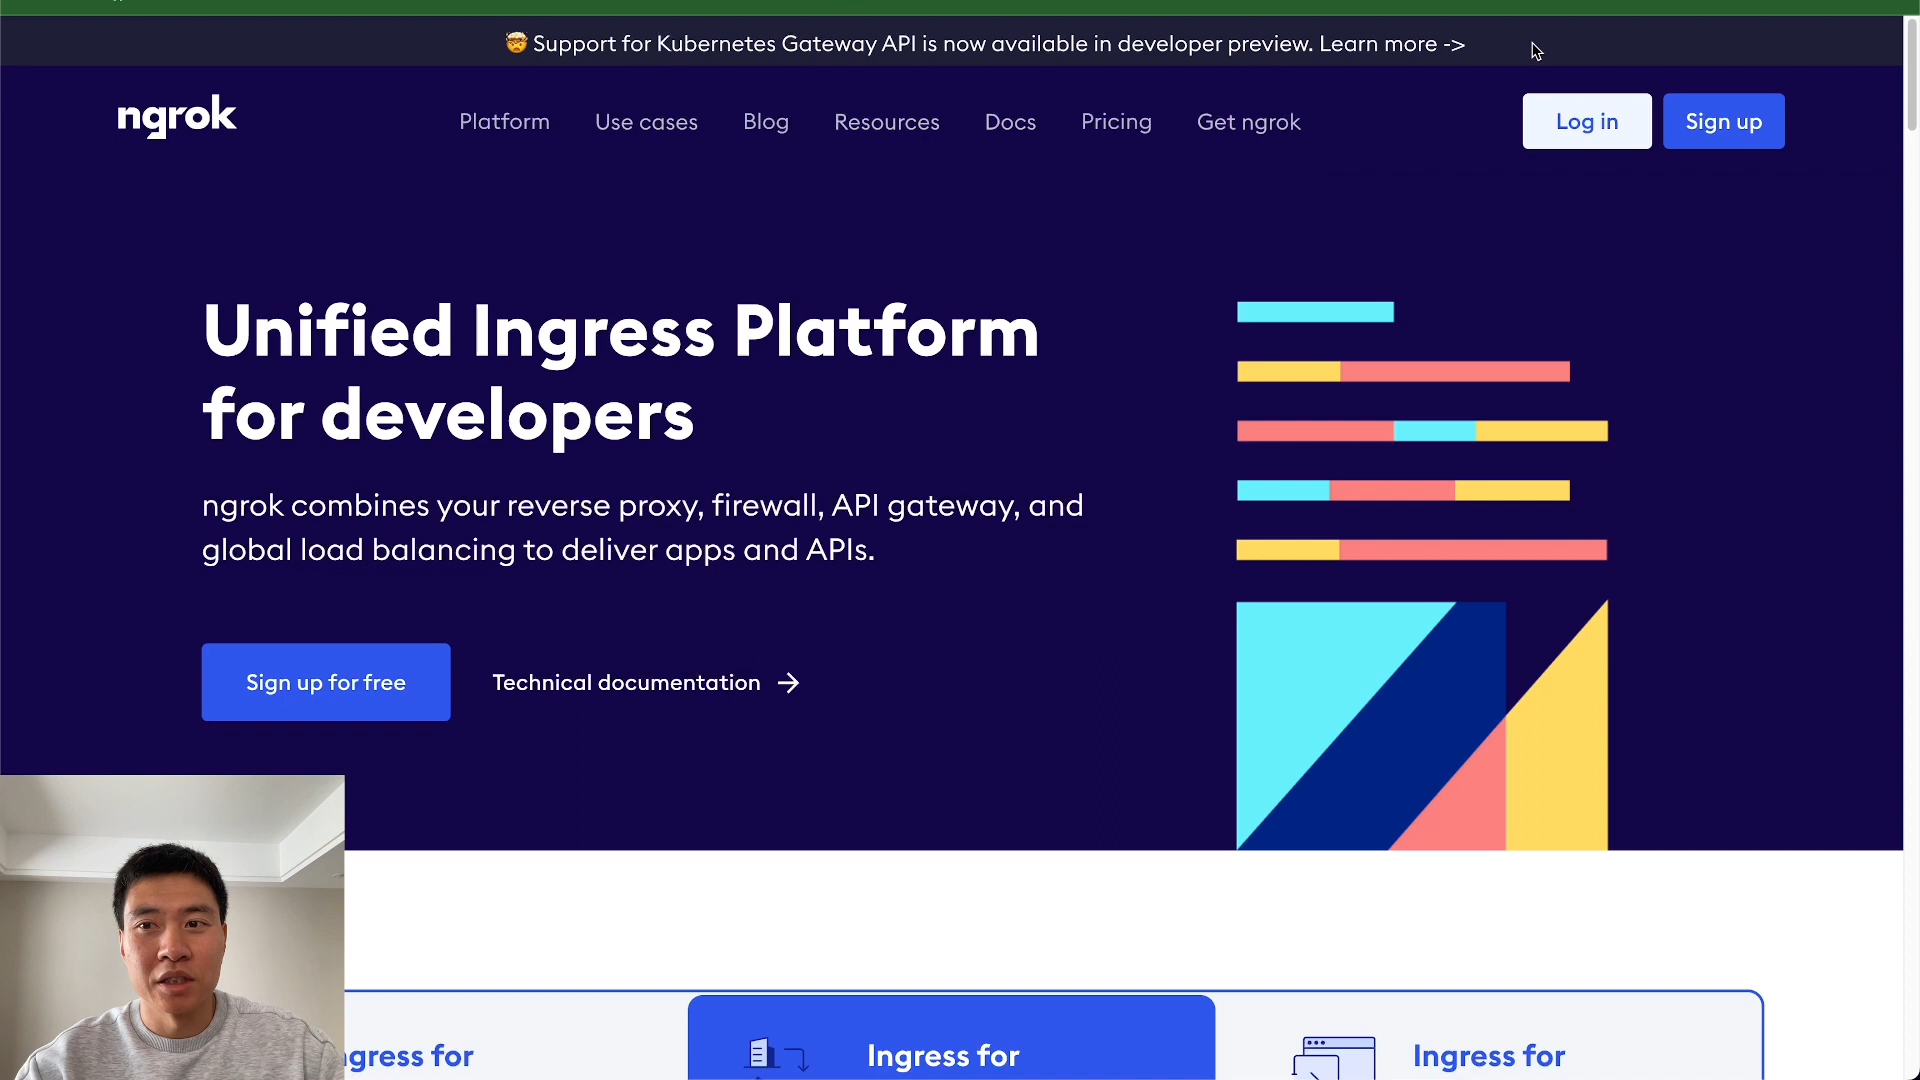 🤯 Support for Kubernetes Gateway API is now available in developer preview. Learn more ->
ngrok
Platform
Use cases
Blog
Resources
Docs
Pricing
Get ngrok
Log in
Sign up
Unified Ingress Platform
for developers
ngrok combines your reverse proxy, firewall, API gateway, and
global load balancing to deliver apps and APIs.
Sign up for free
Technical documentation →
ngress for
Ingress for
Ingress for